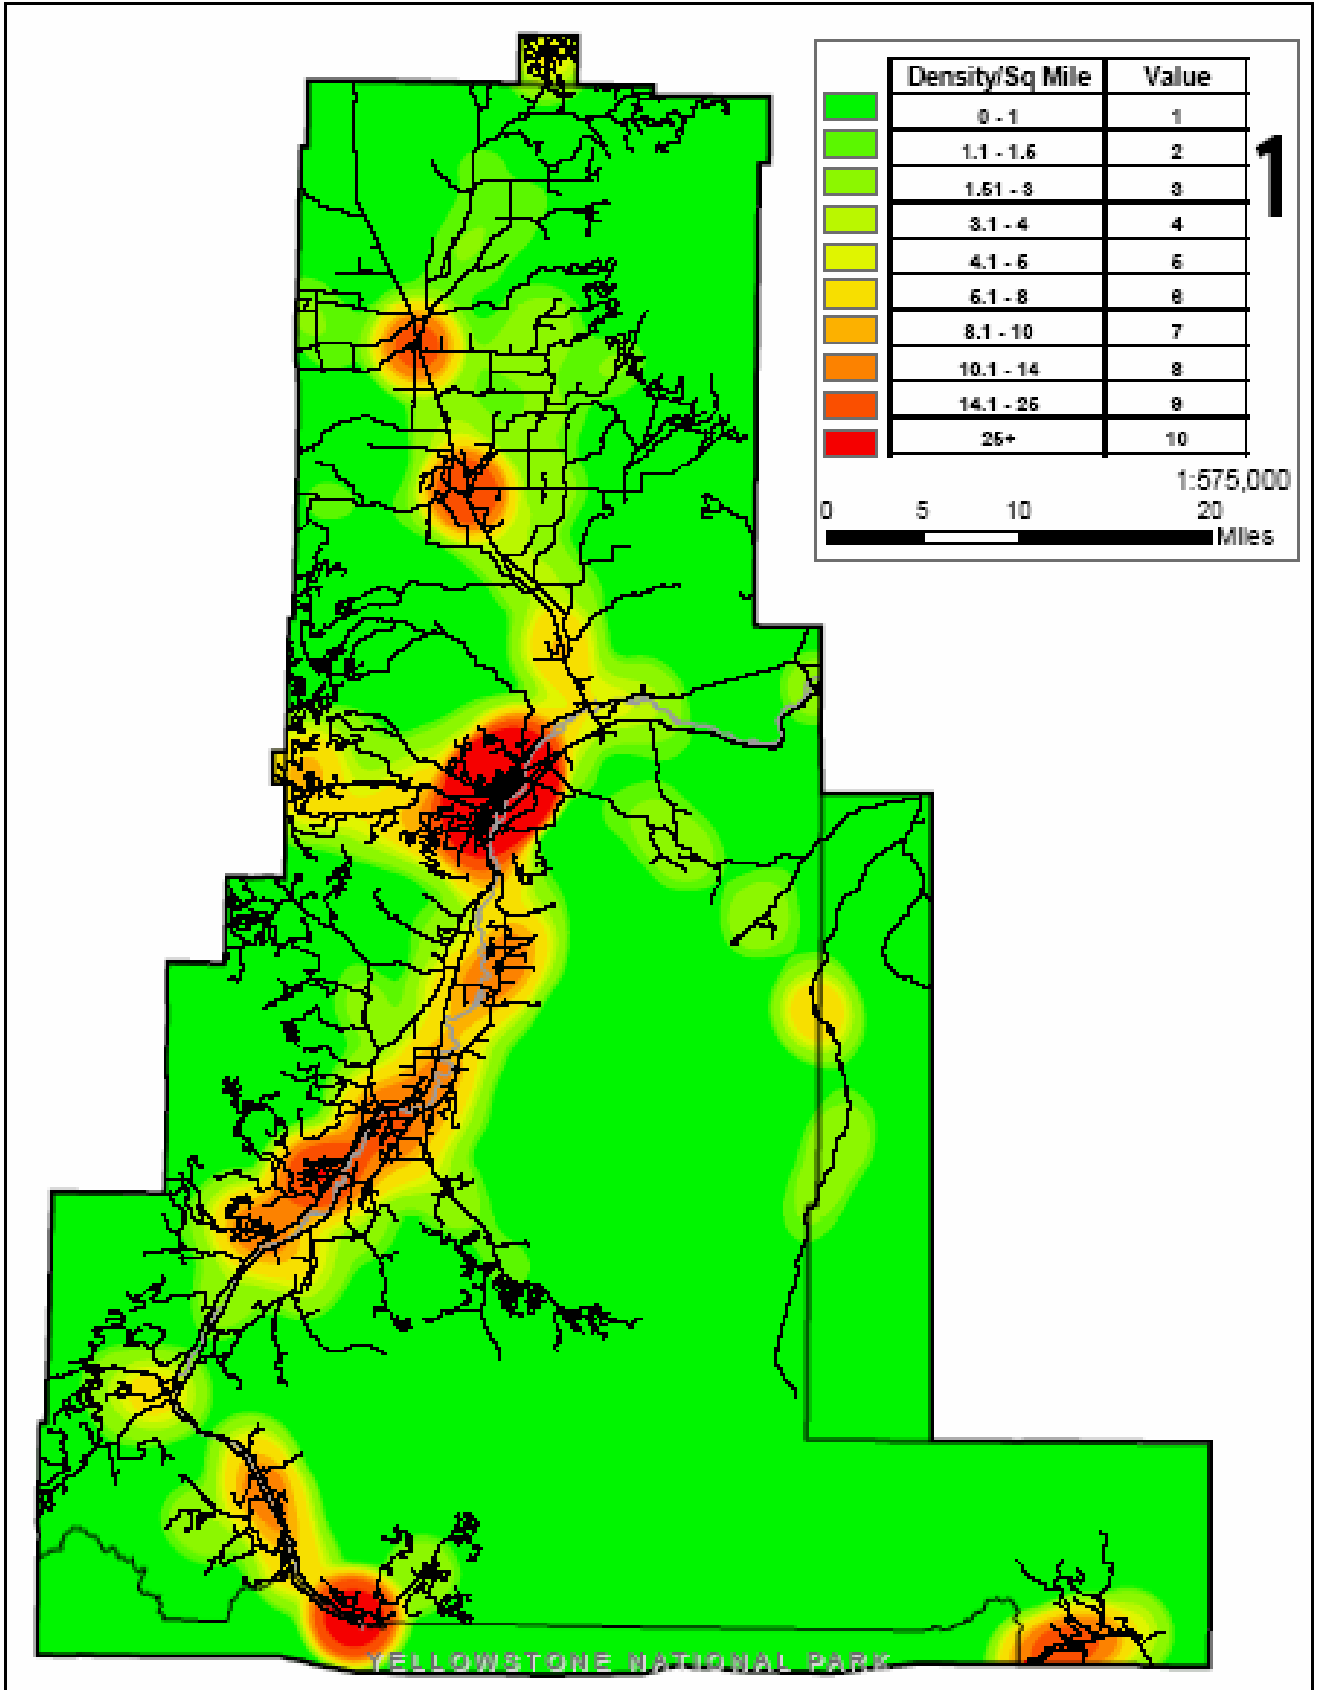 Density/Sq Mile Value
0 - 1 1
1.1 - 1.5 2
1.51 - 3 3
3.1 - 4 4
4.1 - 5 5
5.1 - 8 6
8.1 - 10 7
10.1 - 14 8
14.1 - 25 9
25+ 10
1
1:575,000
0 5 10 20
Miles
YELLOWSTONE NATIONAL PARK